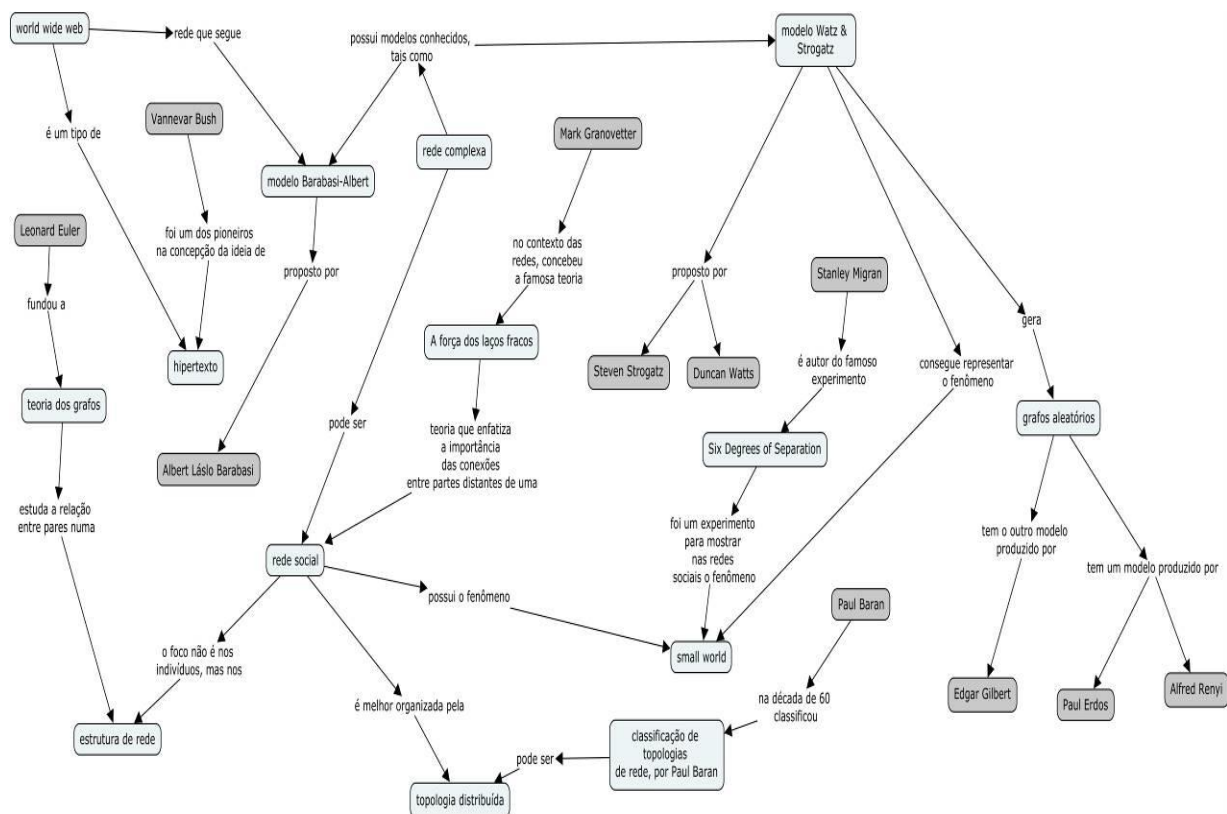 world wide web
rede que segue
possui modelos conhecidos,
tais como
modelo Watz &
Strogatz
é um tipo de
Vannevar Bush
Mark Granovetter
rede complexa
modelo Barabasi-Albert
Leonard Euler
foi um dos pioneiros
na concepção da ideia de
no contexto das
redes, concebeu
a famosa teoria
proposto por
proposto por
Stanley Migran
fundou a
gera
A força dos laços fracos
hipertexto
Steven Strogatz
Duncan Watts
é autor do famoso
experimento
consegue representar
o fenômeno
teoria dos grafos
pode ser
grafos aleatórios
teoria que enfatiza
a importância
das conexões
entre partes distantes de uma
Six Degrees of Separation
Albert Láslo Barabasi
estuda a relação
entre pares numa
foi um experimento
para mostrar
nas redes
sociais o fenômeno
tem o outro modelo
produzido por
tem um modelo produzido por
rede social
possui o fenômeno
Paul Baran
o foco não é nos
indivíduos, mas nos
small world
Edgar Gilbert
Paul Erdos
Alfred Renyi
é melhor organizada pela
na década de 60
classificou
estrutura de rede
classificação de
topologias
de rede, por Paul Baran
pode ser
topologia distribuída